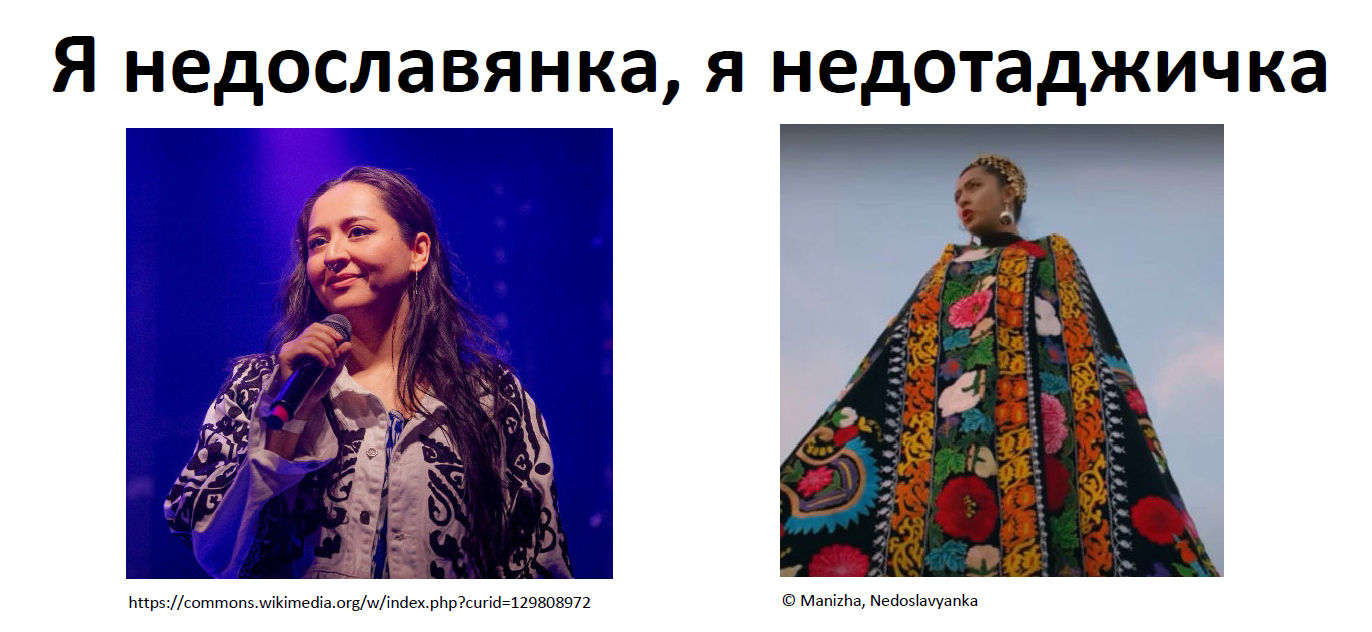 Я недославянка, я недотаджичка
https://commons.wikimedia.org/w/index.php?curid=129808972
© Manizha, Nedoslavyanka